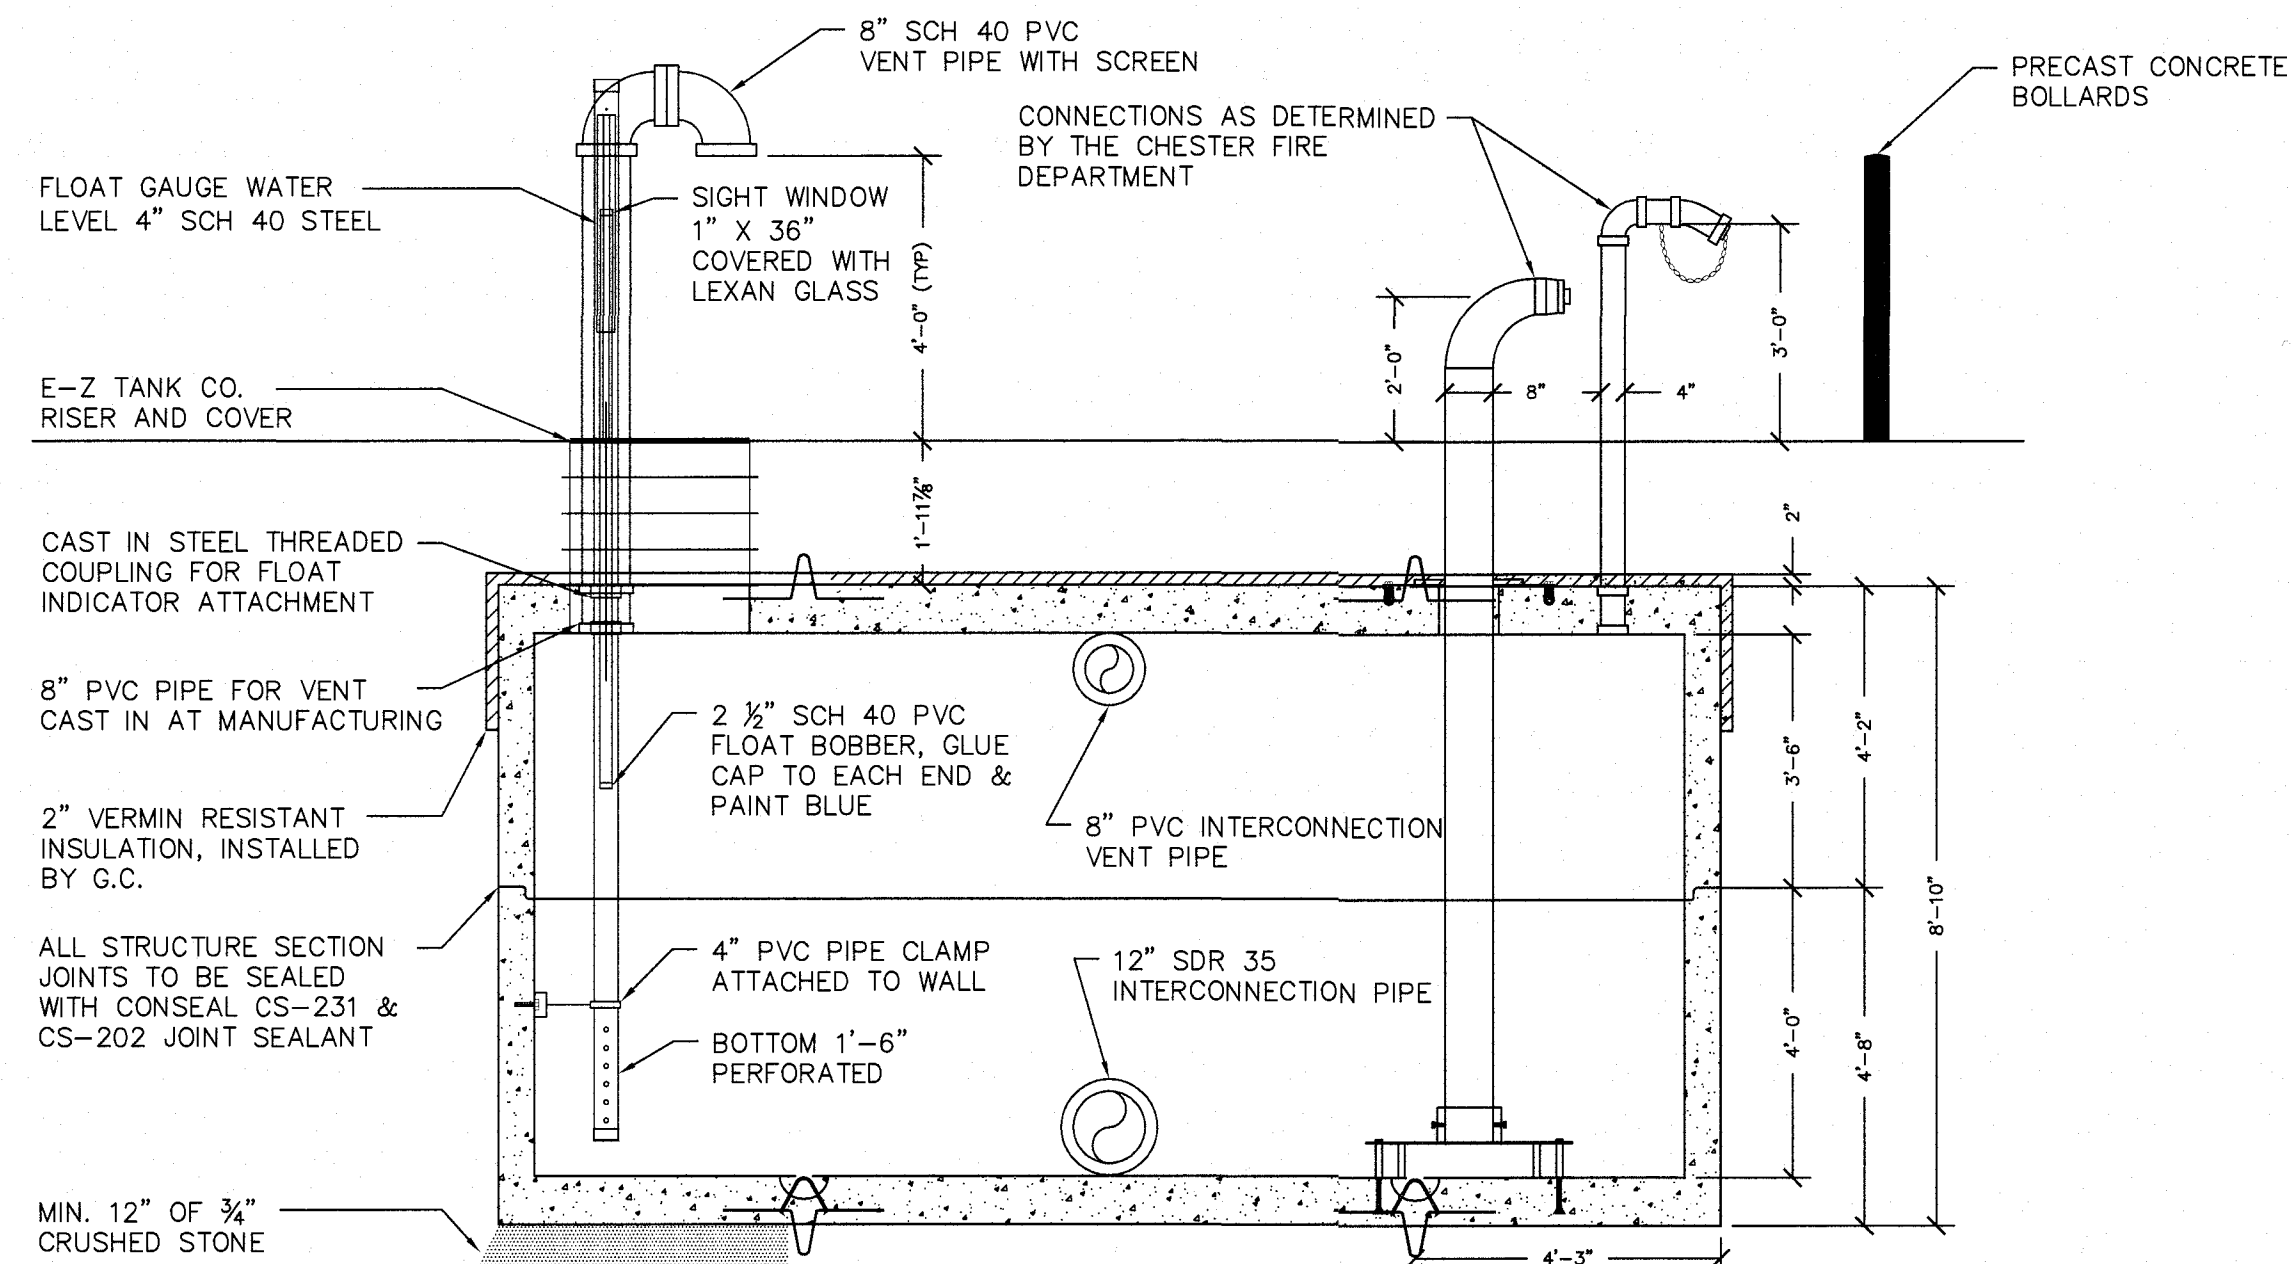 8" SCH 40 PVC
VENT PIPE WITH SCREEN
PRECAST CONCRETE
BOLLARDS
CONNECTIONS AS DETERMINED
BY THE CHESTER FIRE
DEPARTMENT
FLOAT GAUGE WATER
LEVEL 4" SCH 40 STEEL
SIGHT WINDOW
1" X 36"
COVERED WITH
LEXAN GLASS
4'-0" (TYP)
2'-0"
8"
4"
3'-0"
E-Z TANK CO.
RISER AND COVER
1'-11⅞"
2"
CAST IN STEEL THREADED
COUPLING FOR FLOAT
INDICATOR ATTACHMENT
8" PVC PIPE FOR VENT
CAST IN AT MANUFACTURING
2 ½" SCH 40 PVC
FLOAT BOBBER, GLUE
CAP TO EACH END &
PAINT BLUE
8" PVC INTERCONNECTION
VENT PIPE
3'-6"
4'-2"
2" VERMIN RESISTANT
INSULATION, INSTALLED
BY G.C.
8'-10"
ALL STRUCTURE SECTION
JOINTS TO BE SEALED
WITH CONSEAL CS-231 &
CS-202 JOINT SEALANT
4" PVC PIPE CLAMP
ATTACHED TO WALL
12" SDR 35
INTERCONNECTION PIPE
BOTTOM 1'-6"
PERFORATED
4'-0"
4'-8"
MIN. 12" OF ¾"
CRUSHED STONE
4'-3"